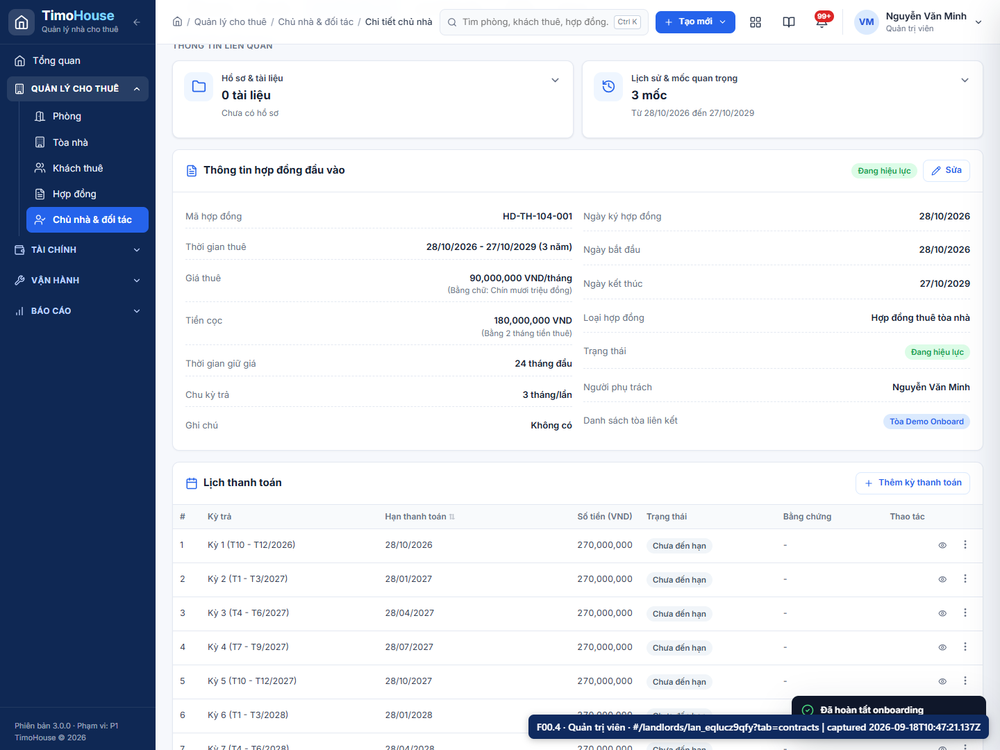 TimoHouse
Quản lý nhà cho thuê
Tổng quan
QUẢN LÝ CHO THUÊ
Phòng
Tòa nhà
Khách thuê
Hợp đồng
Chủ nhà & đối tác
TÀI CHÍNH
VẬN HÀNH
BÁO CÁO
Phiên bản 3.0.0 · Phạm vi: P1
TimoHouse © 2026
/ Quản lý cho thuê / Chủ nhà & đối tác / Chi tiết chủ nhà
Tìm phòng, khách thuê, hợp đồng. Ctrl K
Tạo mới
99+
VM
Nguyễn Văn Minh
Quản trị viên
THÔNG TIN LIÊN QUAN
Hồ sơ & tài liệu
0 tài liệu
Chưa có hồ sơ
Lịch sử & mốc quan trọng
3 mốc
Từ 28/10/2026 đến 27/10/2029
Thông tin hợp đồng đầu vào
Đang hiệu lực
Sửa
Mã hợp đồng HD-TH-104-001
Thời gian thuê 28/10/2026 - 27/10/2029 (3 năm)
Giá thuê 90,000,000 VND/tháng
(Bằng chữ: Chín mươi triệu đồng)
Tiền cọc 180,000,000 VND
(Bằng 2 tháng tiền thuê)
Thời gian giữ giá 24 tháng đầu
Chu kỳ trả 3 tháng/lần
Ghi chú Không có
Ngày ký hợp đồng 28/10/2026
Ngày bắt đầu 28/10/2026
Ngày kết thúc 27/10/2029
Loại hợp đồng Hợp đồng thuê tòa nhà
Trạng thái Đang hiệu lực
Người phụ trách Nguyễn Văn Minh
Danh sách tòa liên kết Tòa Demo Onboard
Lịch thanh toán
Thêm kỳ thanh toán
# Kỳ trả Hạn thanh toán Số tiền (VND) Trạng thái Bằng chứng Thao tác
1 Kỳ 1 (T10 - T12/2026) 28/10/2026 270,000,000 Chưa đến hạn -
2 Kỳ 2 (T1 - T3/2027) 28/01/2027 270,000,000 Chưa đến hạn -
3 Kỳ 3 (T4 - T6/2027) 28/04/2027 270,000,000 Chưa đến hạn -
4 Kỳ 4 (T7 - T9/2027) 28/07/2027 270,000,000 Chưa đến hạn -
5 Kỳ 5 (T10 - T12/2027) 28/10/2027 270,000,000 Chưa đến hạn -
6 Kỳ 6 (T1 - T3/2028) 28/01/2028 270,000,000 Chưa đến hạn
7 Kỳ 7 (T4 - T6/2028) 28/04/2028 270,000,000
Đã hoàn tất onboarding
F00.4 · Quản trị viên · #/landlords/lan_eqlucz9qfy?tab=contracts | captured 2026-09-18T10:47:21.137Z